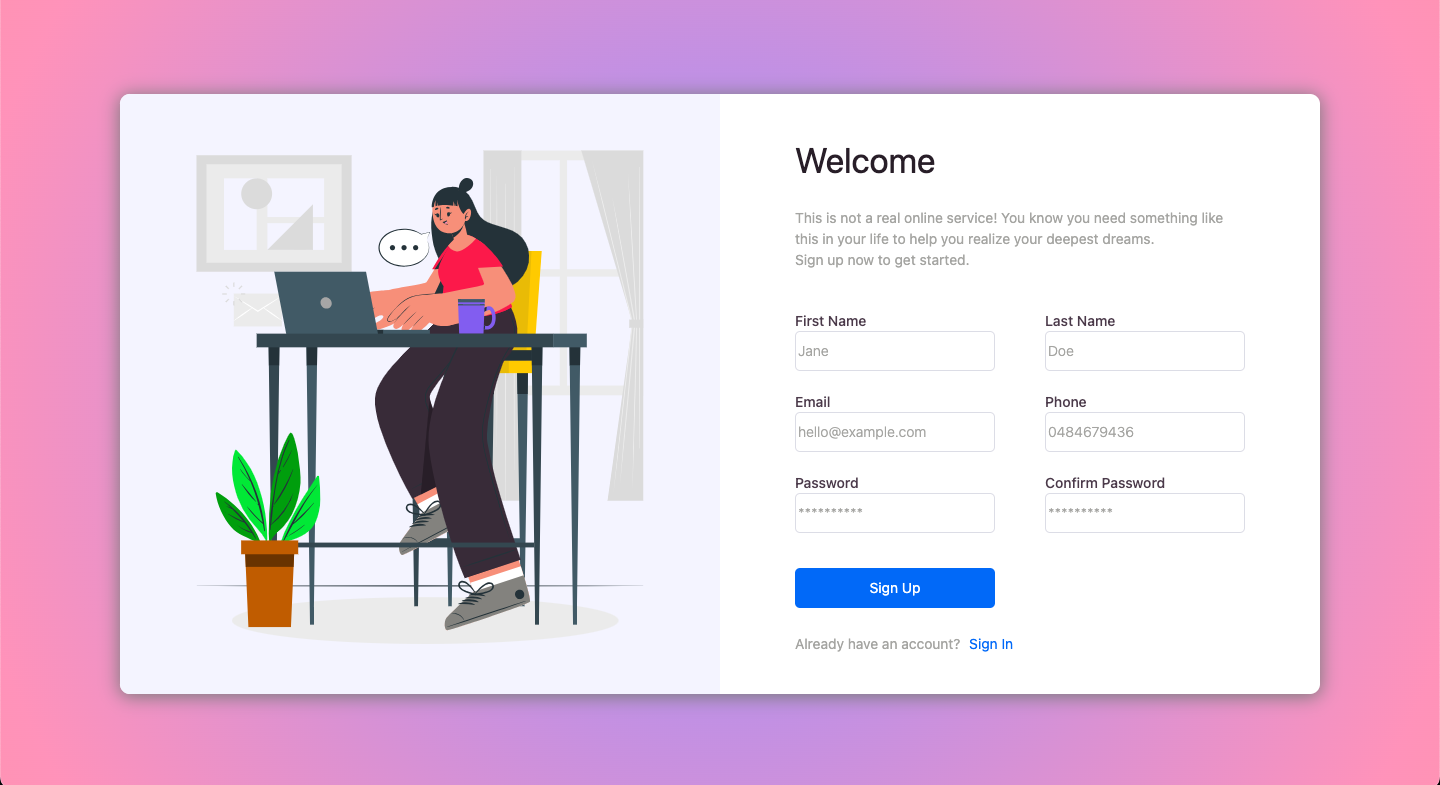 Welcome
This is not a real online service! You know you need something like
this in your life to help you realize your deepest dreams.
Sign up now to get started.
First Name
Last Name
Jane
Doe
Email
Phone
hello@example.com
0484679436
Password
Confirm Password
**********
**********
Sign Up
Already have an account? Sign In